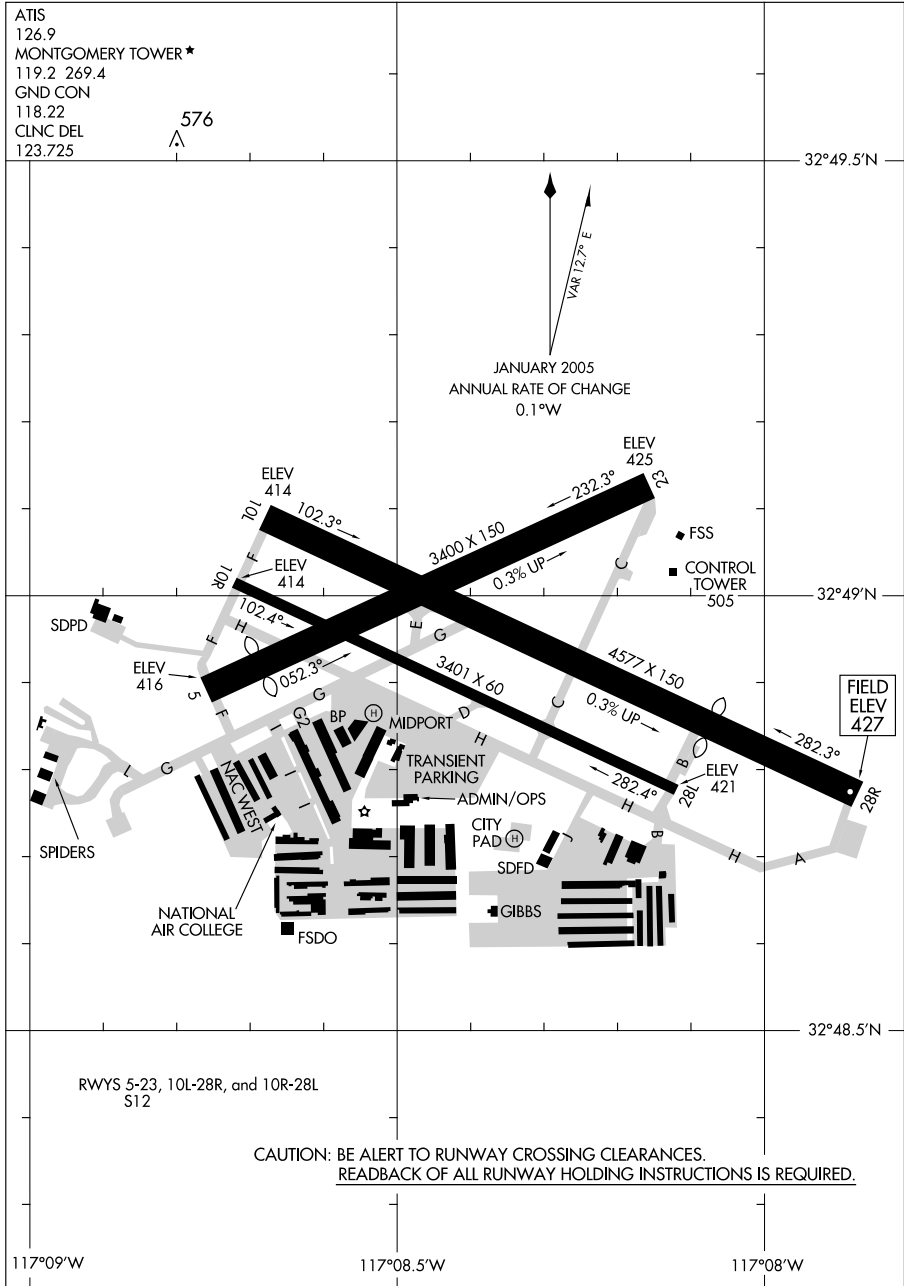 ATIS
126.9
MONTGOMERY TOWER★
119.2 269.4
GND CON
118.22
CLNC DEL
123.725
576
32°49.5'N
VAR 12.7° E
JANUARY 2005
ANNUAL RATE OF CHANGE
0.1°W
ELEV
425
23
232.3°
ELEV
414
10L
102.3°
3400 X 150
0.3% UP
FSS
CONTROL
TOWER
505
C
F
ELEV
414
10R
102.4°
32°49'N
SDPD
F
H
E
G
3401 X 60
4577 X 150
0.3% UP
ELEV
416
5
052.3°
F
G
G2
BP
H
MIDPORT
D
H
C
B
282.3°
FIELD
ELEV
427
L
G
I
I
I
NAC WEST
TRANSIENT
PARKING
282.4°
28L
ELEV
421
28R
ADMIN/OPS
H
SPIDERS
CITY
PAD
H
J
B
H
A
SDFD
NATIONAL
AIR COLLEGE
FSDO
GIBBS
32°48.5'N
RWYS 5-23, 10L-28R, and 10R-28L
S12
CAUTION: BE ALERT TO RUNWAY CROSSING CLEARANCES.
READBACK OF ALL RUNWAY HOLDING INSTRUCTIONS IS REQUIRED.
117°09'W
117°08.5'W
117°08'W